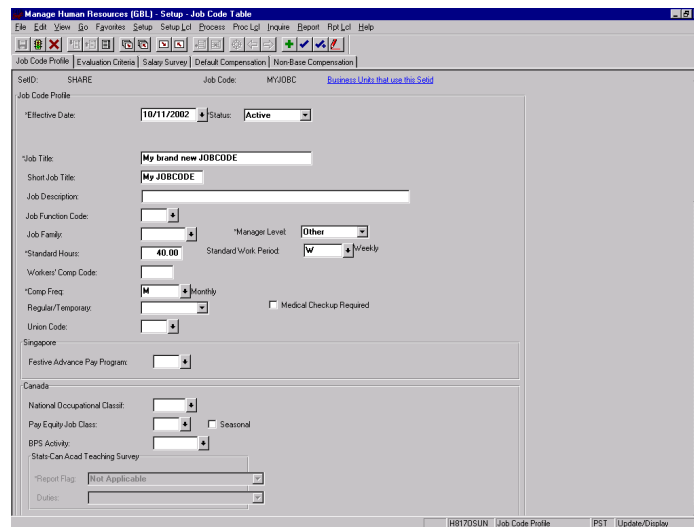 Manage Human Resources (GBL) - Setup - Job Code Table
File Edit View Go Favorites Setup Setup Lcl Process Proc Lcl Inquire Report Rpt Lcl Help
Job Code Profile Evaluation Criteria Salary Survey Default Compensation Non-Base Compensation
SetID: SHARE Job Code: MYJOBC Business Units that use this Setid
Job Code Profile
*Effective Date: 10/11/2002 *Status: Active
*Job Title: My brand new JOBCODE
Short Job Title: My JOBCODE
Job Description:
Job Function Code:
Job Family: *Manager Level: Other
*Standard Hours: 40.00 Standard Work Period: W Weekly
Workers' Comp Code:
*Comp Freq: M Monthly
Regular/Temporary: Medical Checkup Required
Union Code:
Singapore
Festive Advance Pay Program:
Canada
National Occupational Classif:
Pay Equity Job Class: Seasonal
BPS Activity:
Stats-Can Acad Teaching Survey
*Report Flag: Not Applicable
Duties:
H8170SUN Job Code Profile PST Update/Display